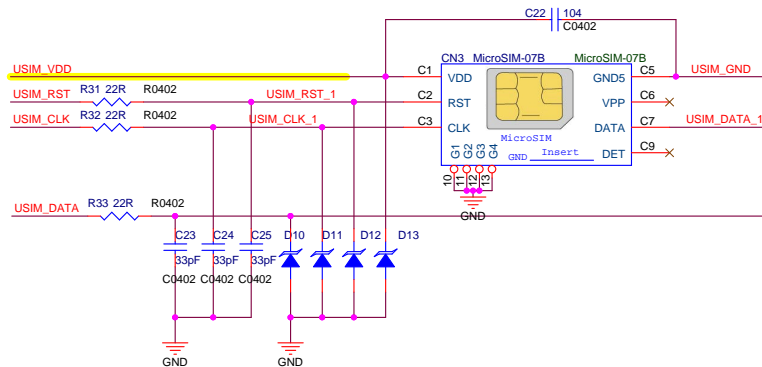 C22 104
C0402
USIM_VDD
C1
CN3 MicroSIM-07B MicroSIM-07B
C5
USIM_GND
VDD
GND5
USIM_RST
R31 22R R0402
USIM_RST_1
C2
RST
VPP
C6
USIM_CLK
R32 22R R0402
USIM_CLK_1
C3
CLK
DATA
C7
USIM_DATA_1
MicroSIM
Insert
GND
DET
C9
G1
G2
G3
G4
10
11
12
13
GND
USIM_DATA
R33 22R R0402
C23 C24 C25
D10 D11 D12 D13
33pF 33pF 33pF
C0402 C0402 C0402
GND GND